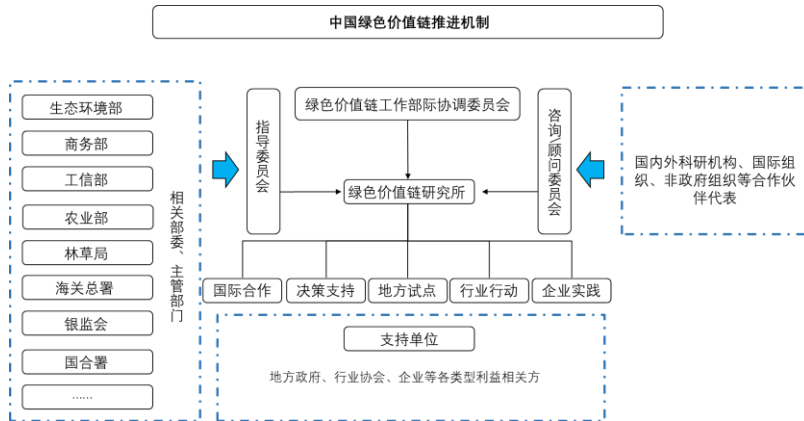 中国绿色价值链推进机制
生态环境部
商务部
工信部
农业部
林草局
海关总署
银监会
国合署
......
相关部委、主管部门
指导委员会
绿色价值链工作部际协调委员会
绿色价值链研究所
咨询/顾问委员会
国内外科研机构、国际组
织、非政府组织等合作伙
伴代表
国际合作
决策支持
地方试点
行业行动
企业实践
支持单位
地方政府、行业协会、企业等各类型利益相关方